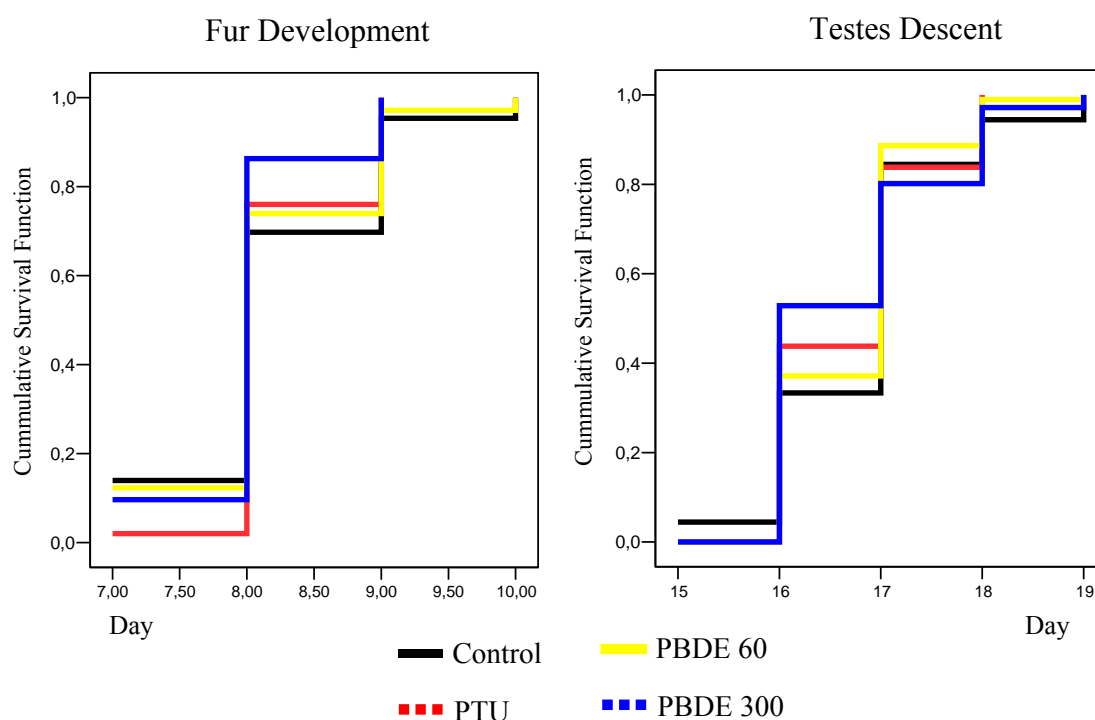 Fur Development
Testes Descent
Cummulative Survival Function
1,0
0,8
0,6
0,4
0,2
0,0
7,00 7,50 8,00 8,50 9,00 9,50 10,00
Day
Cummulative Survival Function
1,0
0,8
0,6
0,4
0,2
0,0
15 16 17 18 19
Day
Control
PBDE 60
PTU
PBDE 300